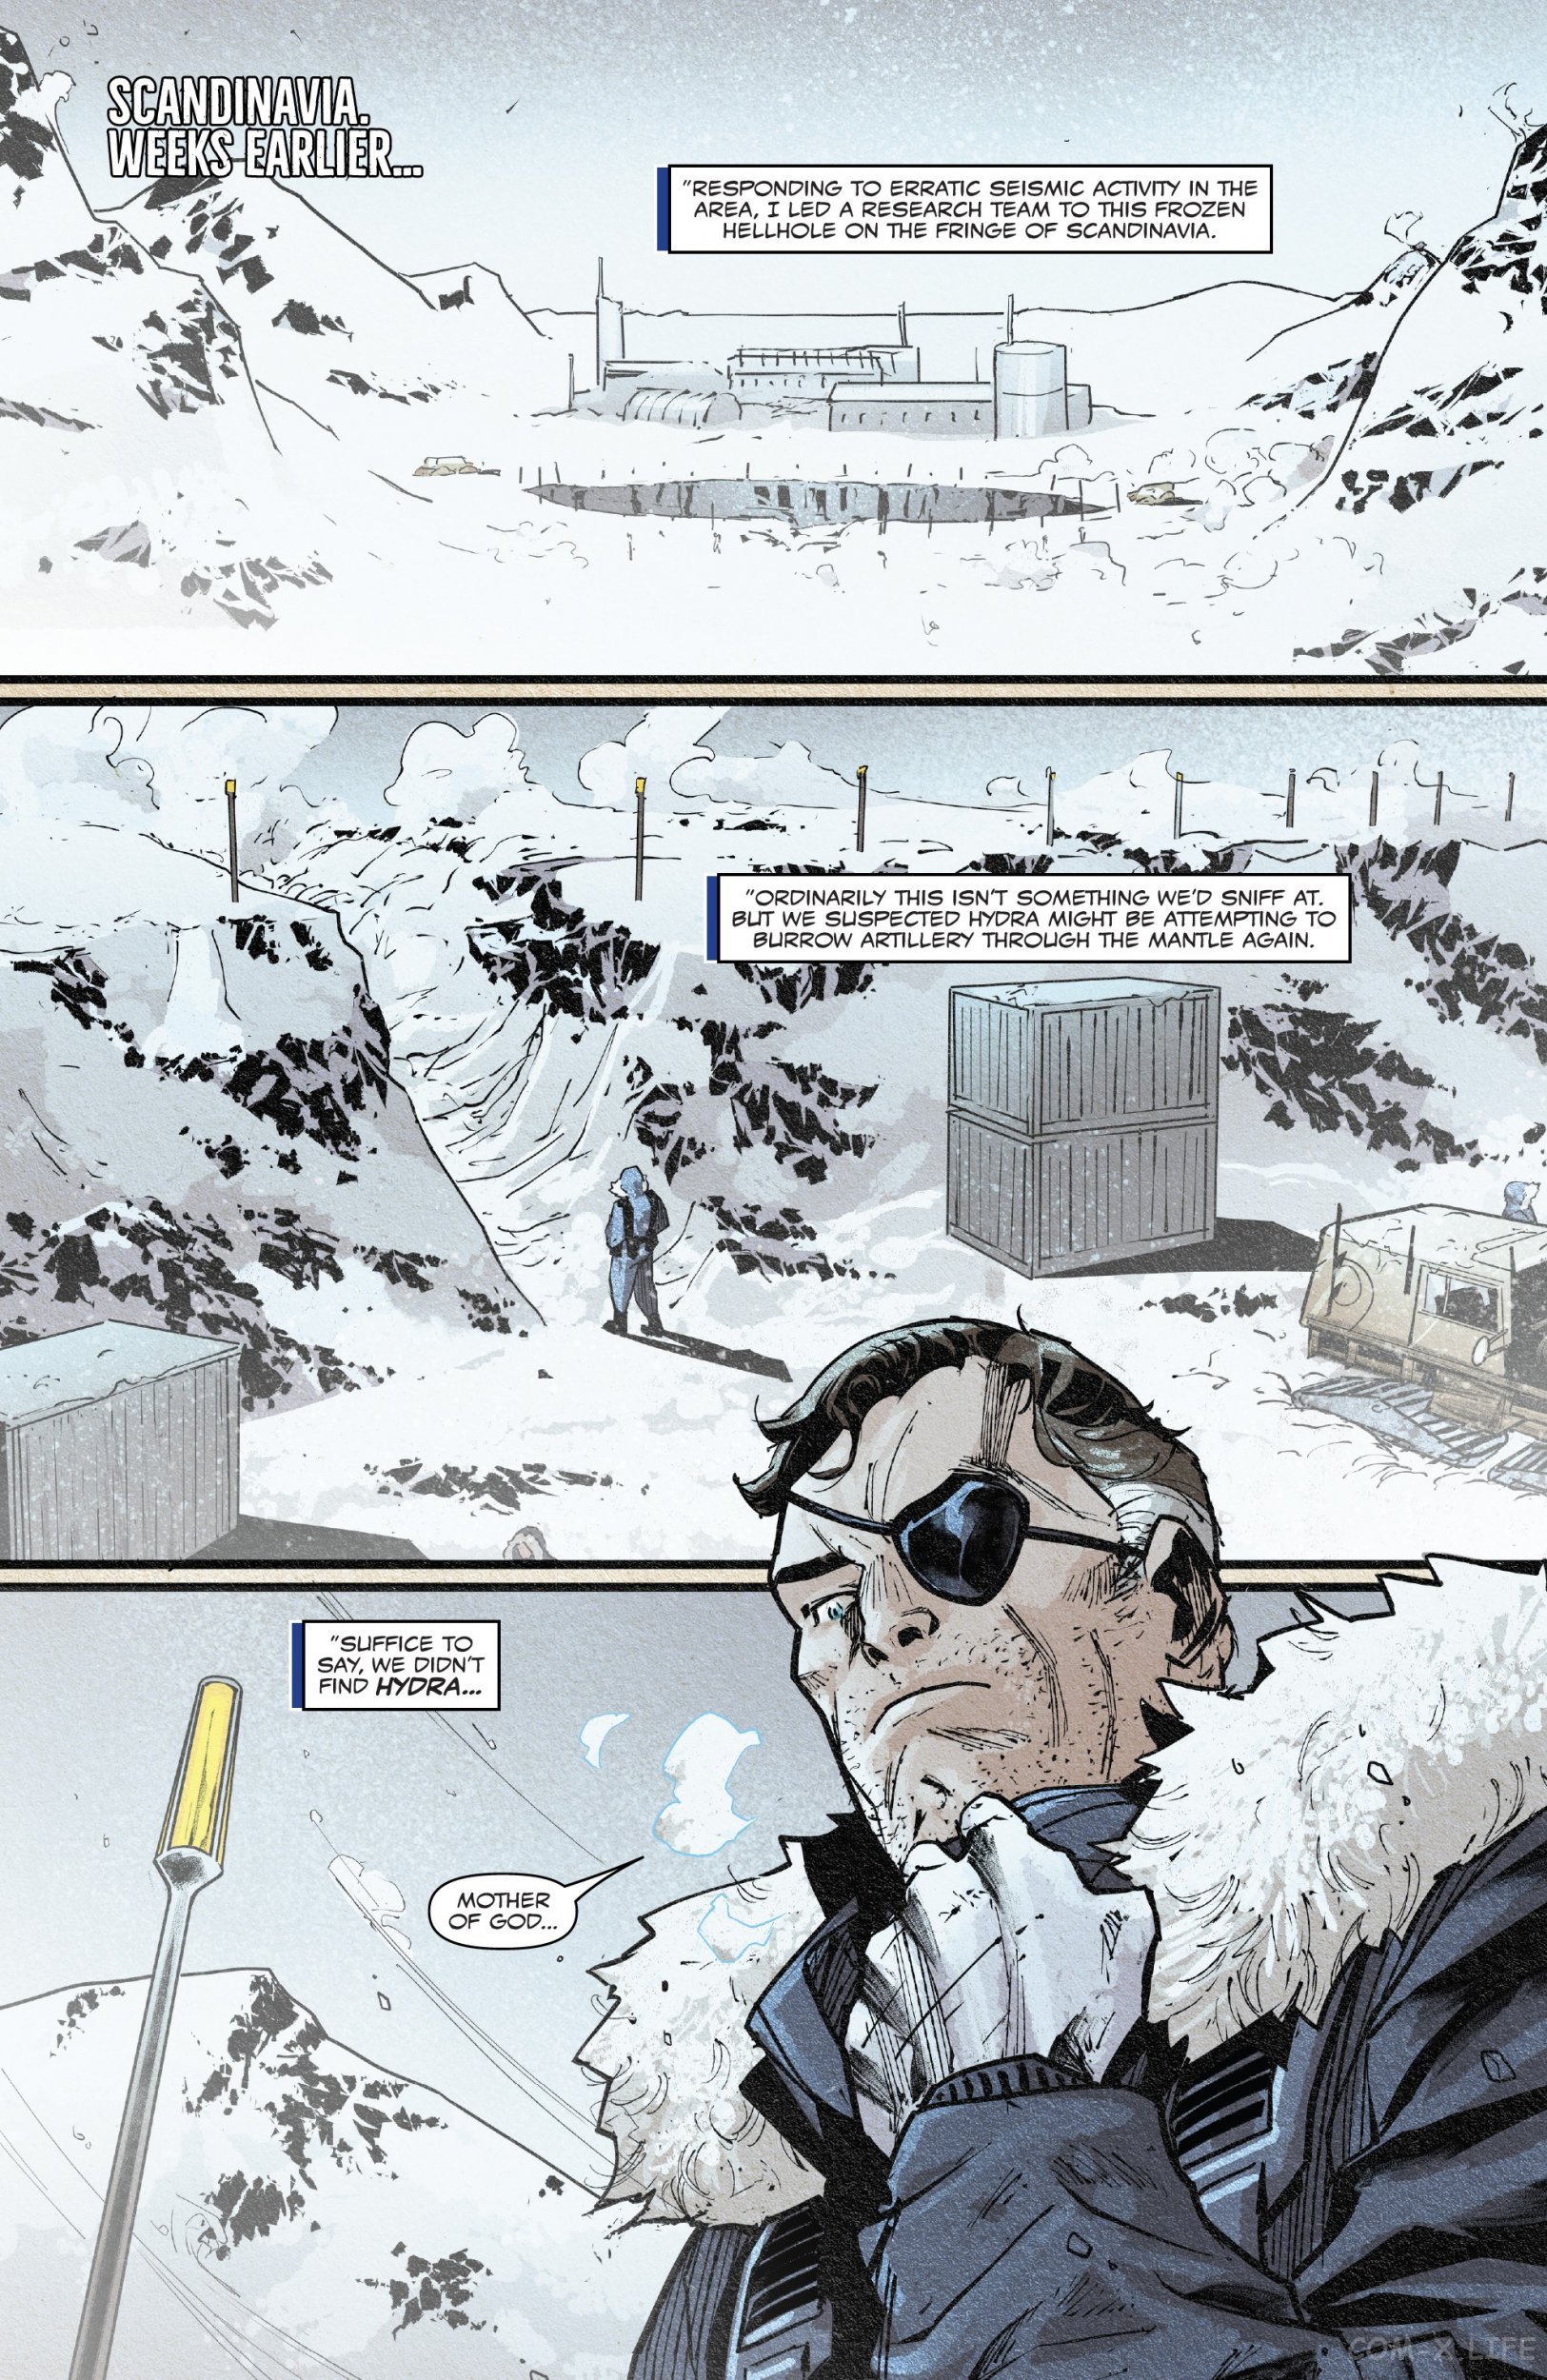 SCANDINAVIA.
WEEKS EARLIER...
"RESPONDING TO ERRATIC SEISMIC ACTIVITY IN THE
AREA, I LED A RESEARCH TEAM TO THIS FROZEN
HELLHOLE ON THE FRINGE OF SCANDINAVIA.
"ORDINARILY THIS ISN'T SOMETHING WE'D SNIFF AT.
BUT WE SUSPECTED HYDRA MIGHT BE ATTEMPTING TO
BURROW ARTILLERY THROUGH THE MANTLE AGAIN.
"SUFFICE TO
SAY, WE DIDN'T
FIND HYDRA...
MOTHER
OF GOD...
COM-X.LIFE